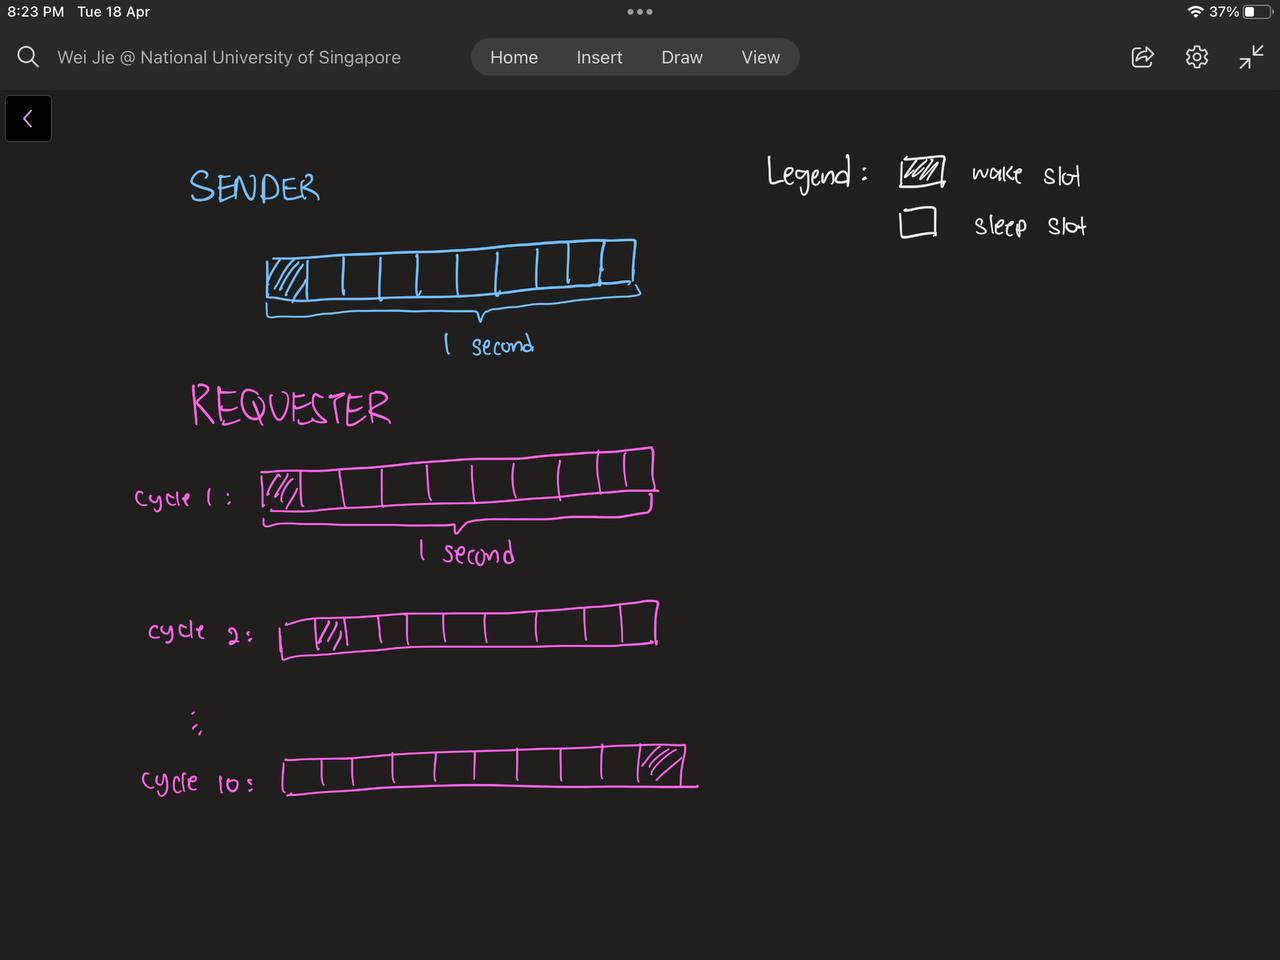 8:23 PM Tue 18 Apr
37%
Wei Jie @ National University of Singapore
Home Insert Draw View
SENDER
Legend: wake slot
sleep slot
1 second
REQUESTER
cycle 1:
1 second
cycle 2:
cycle 10: